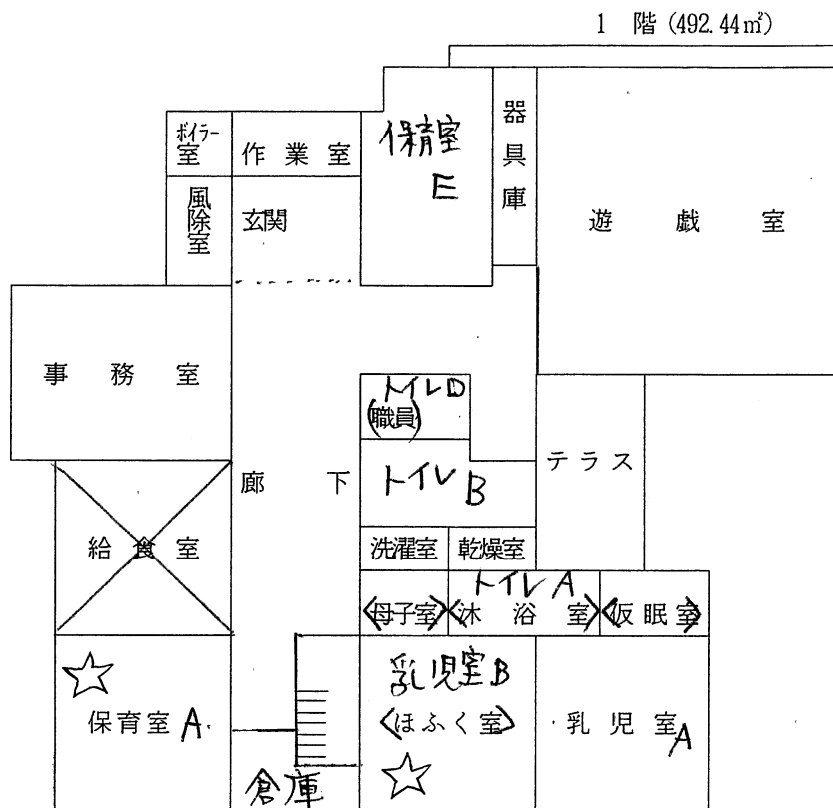 1 階 (492.44㎡)
ボイラー室
作業室
保育室
E
器具庫
遊戯室
風除室
玄関
事務室
トイレD
(職員)
テラス
廊下
トイレB
給食室
洗濯室
乾燥室
トイレA
<母子室>
<沐浴室>
<仮眠室>
乳児室B
保育室A.
<ほふく室>
乳児室A
倉庫